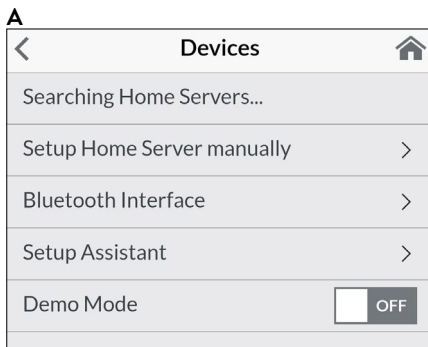 A
Devices
Searching Home Servers...
Setup Home Server manually
Bluetooth Interface
Setup Assistant
Demo Mode OFF